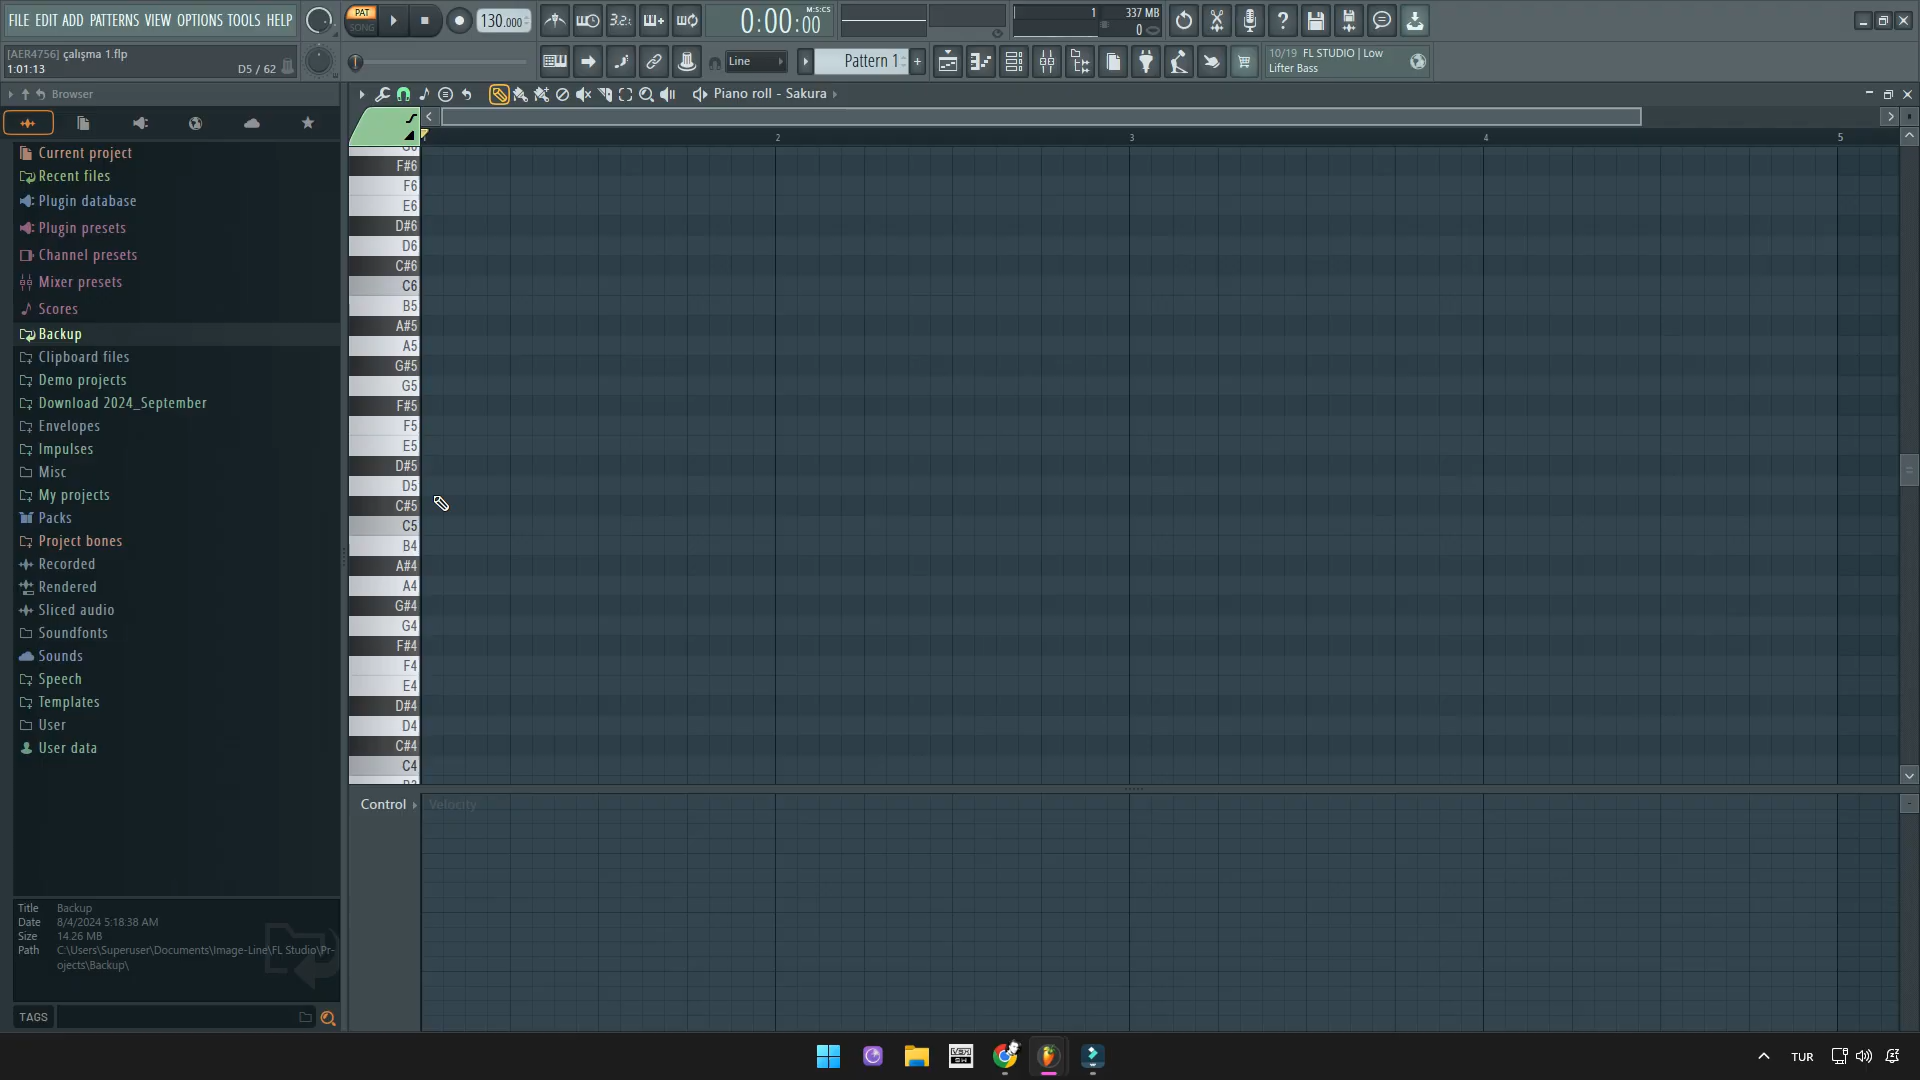 FILE EDIT ADD PATTERNS VIEW OPTIONS TOOLS HELP
PAT
SONG
130.000
3.2.
0:00:00
M:S:CS
1
337 MB
0
[AER4756] çalışma 1.flp
1:01:13
D5 / 62
Line
Pattern 1
10/19 FL STUDIO | Low
Lifter Bass
Browser
Piano roll - Sakura
Current project
Recent files
Plugin database
Plugin presets
Channel presets
Mixer presets
Scores
Backup
Clipboard files
Demo projects
Download 2024_September
Envelopes
Impulses
Misc
My projects
Packs
Project bones
Recorded
Rendered
Sliced audio
Soundfonts
Sounds
Speech
Templates
User
User data
2
3
4
5
F#6
F6
E6
D#6
D6
C#6
C6
B5
A#5
A5
G#5
G5
F#5
F5
E5
D#5
D5
C#5
C5
B4
A#4
A4
G#4
G4
F#4
F4
E4
D#4
D4
C#4
C4
Control
Velocity
Title Backup
Date 8/4/2024 5:18:38 AM
Size 14.26 MB
Path C:\Users\Superuser\Documents\Image-Line\FL Studio\Pr-
ojects\Backup\
TAGS
TUR